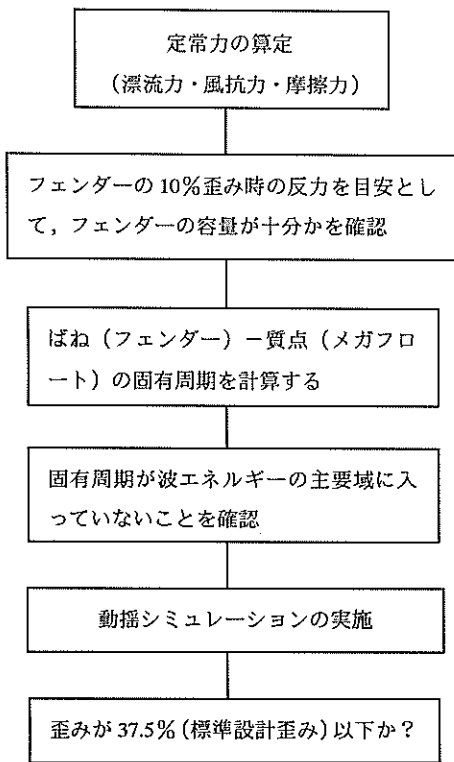 定常力の算定
（漂流力・風抗力・摩擦力）
フェンダーの 10％歪み時の反力を目安とし
て，フェンダーの容量が十分かを確認
ばね（フェンダー）－質点（メガフロ
ート）の固有周期を計算する
固有周期が波エネルギーの主要域に入
っていないことを確認
動揺シミュレーションの実施
歪みが 37.5％（標準設計歪み）以下か？